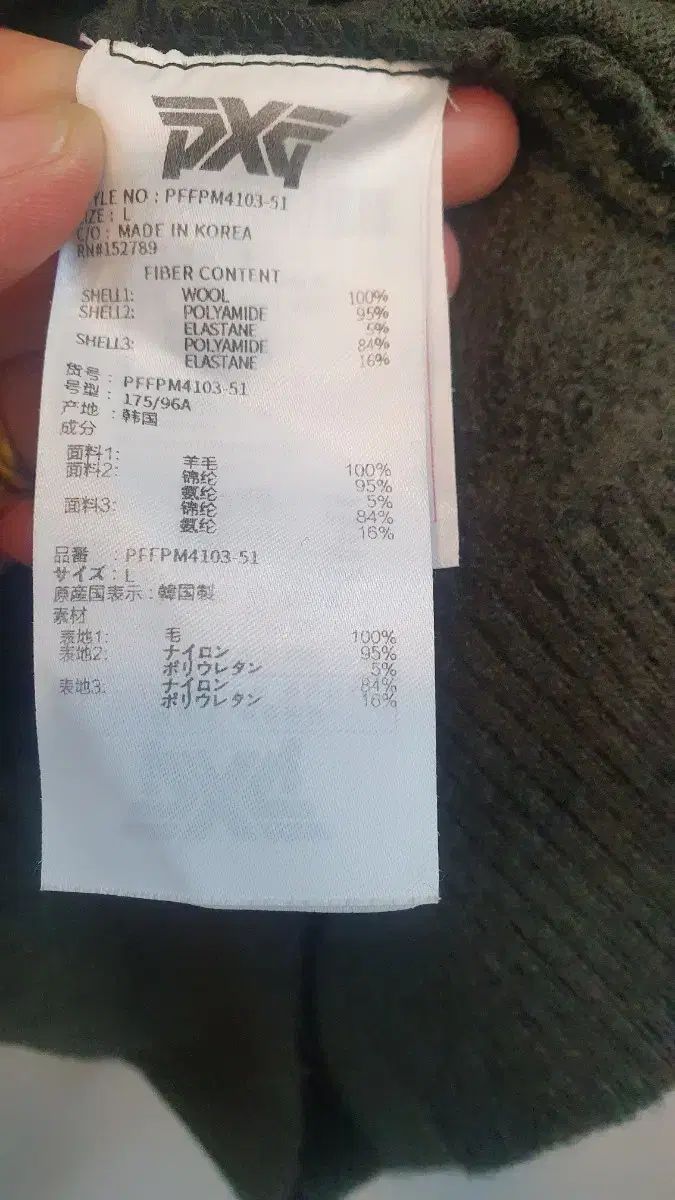 PXG
YLE NO : PFFPM4103-51
IZE : L
C/O : MADE IN KOREA
RN#152789
FIBER CONTENT
SHELL1: WOOL 100%
SHELL2: POLYAMIDE 95%
ELASTANE 5%
SHELL3: POLYAMIDE 84%
ELASTANE 16%
货号 : PFFPM4103-51
号型 : 175/96A
产地 : 韩国
成分
面料1: 羊毛 100%
面料2: 锦纶 95%
氨纶 5%
面料3: 锦纶 84%
氨纶 16%
品番 : PFFPM4103-51
サイズ : L
原産国表示 : 韓国製
素材
表地1: 毛 100%
表地2: ナイロン 95%
ポリウレタン 5%
表地3: ナイロン 84%
ポリウレタン 16%